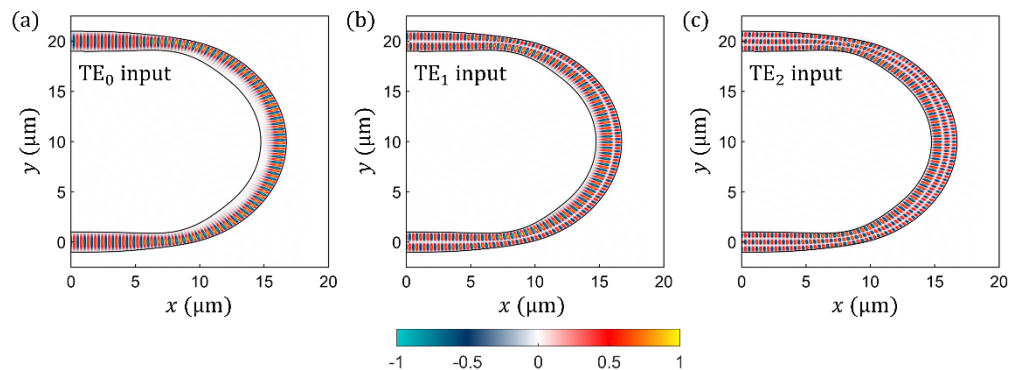 (a) (b) (c)
20 20 20
TE₀ input TE₁ input TE₂ input
15 15 15
y (μm) y (μm) y (μm)
10 10 10
5 5 5
0 0 0
0 5 10 15 20 0 5 10 15 20 0 5 10 15 20
x (μm) x (μm) x (μm)
-1 -0.5 0 0.5 1